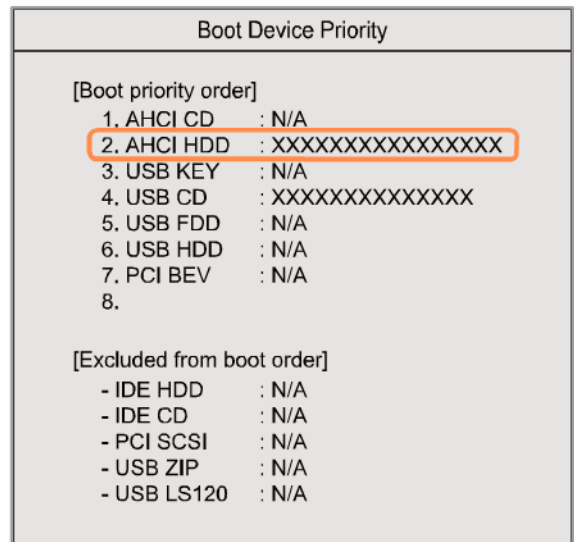 Boot Device Priority
[Boot priority order]
1. AHCI CD : N/A
2. AHCI HDD : XXXXXXXXXXXXXXXXX
3. USB KEY : N/A
4. USB CD : XXXXXXXXXXXXXX
5. USB FDD : N/A
6. USB HDD : N/A
7. PCI BEV : N/A
8.
[Excluded from boot order]
- IDE HDD : N/A
- IDE CD : N/A
- PCI SCSI : N/A
- USB ZIP : N/A
- USB LS120 : N/A